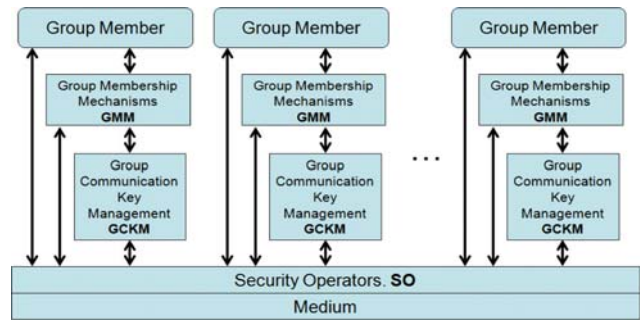 Group Member
Group Member
Group Member
Group Membership
Mechanisms
GMM
Group Membership
Mechanisms
GMM
Group Membership
Mechanisms
GMM
...
Group
Communication
Key
Management
GCKM
Group
Communication
Key
Management
GCKM
Group
Communication
Key
Management
GCKM
Security Operators. SO
Medium